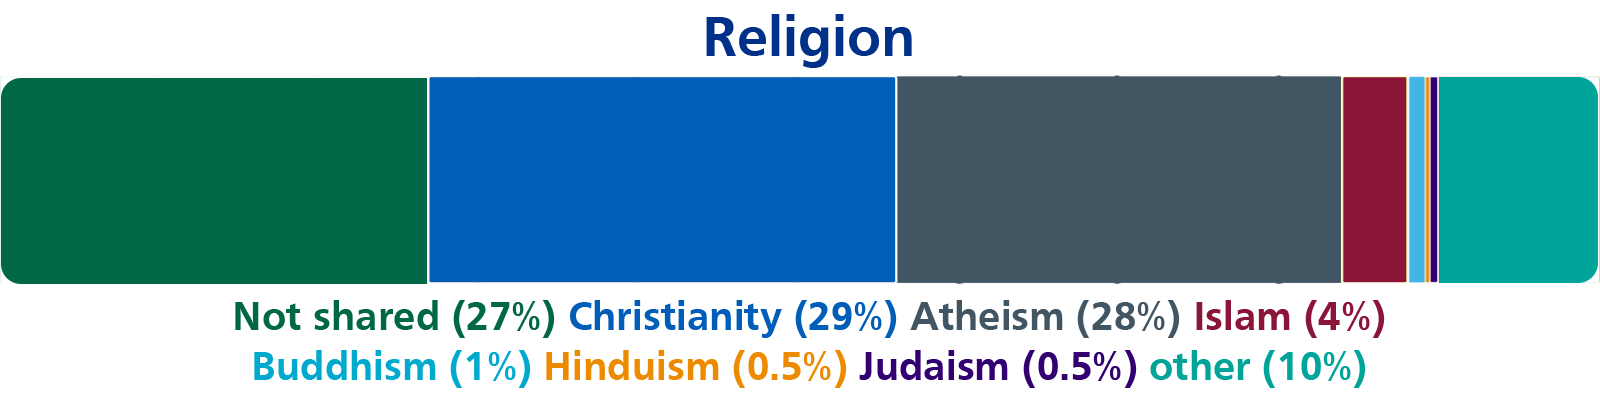 Religion
Not shared (27%) Christianity (29%) Atheism (28%) Islam (4%)
Buddhism (1%) Hinduism (0.5%) Judaism (0.5%) other (10%)